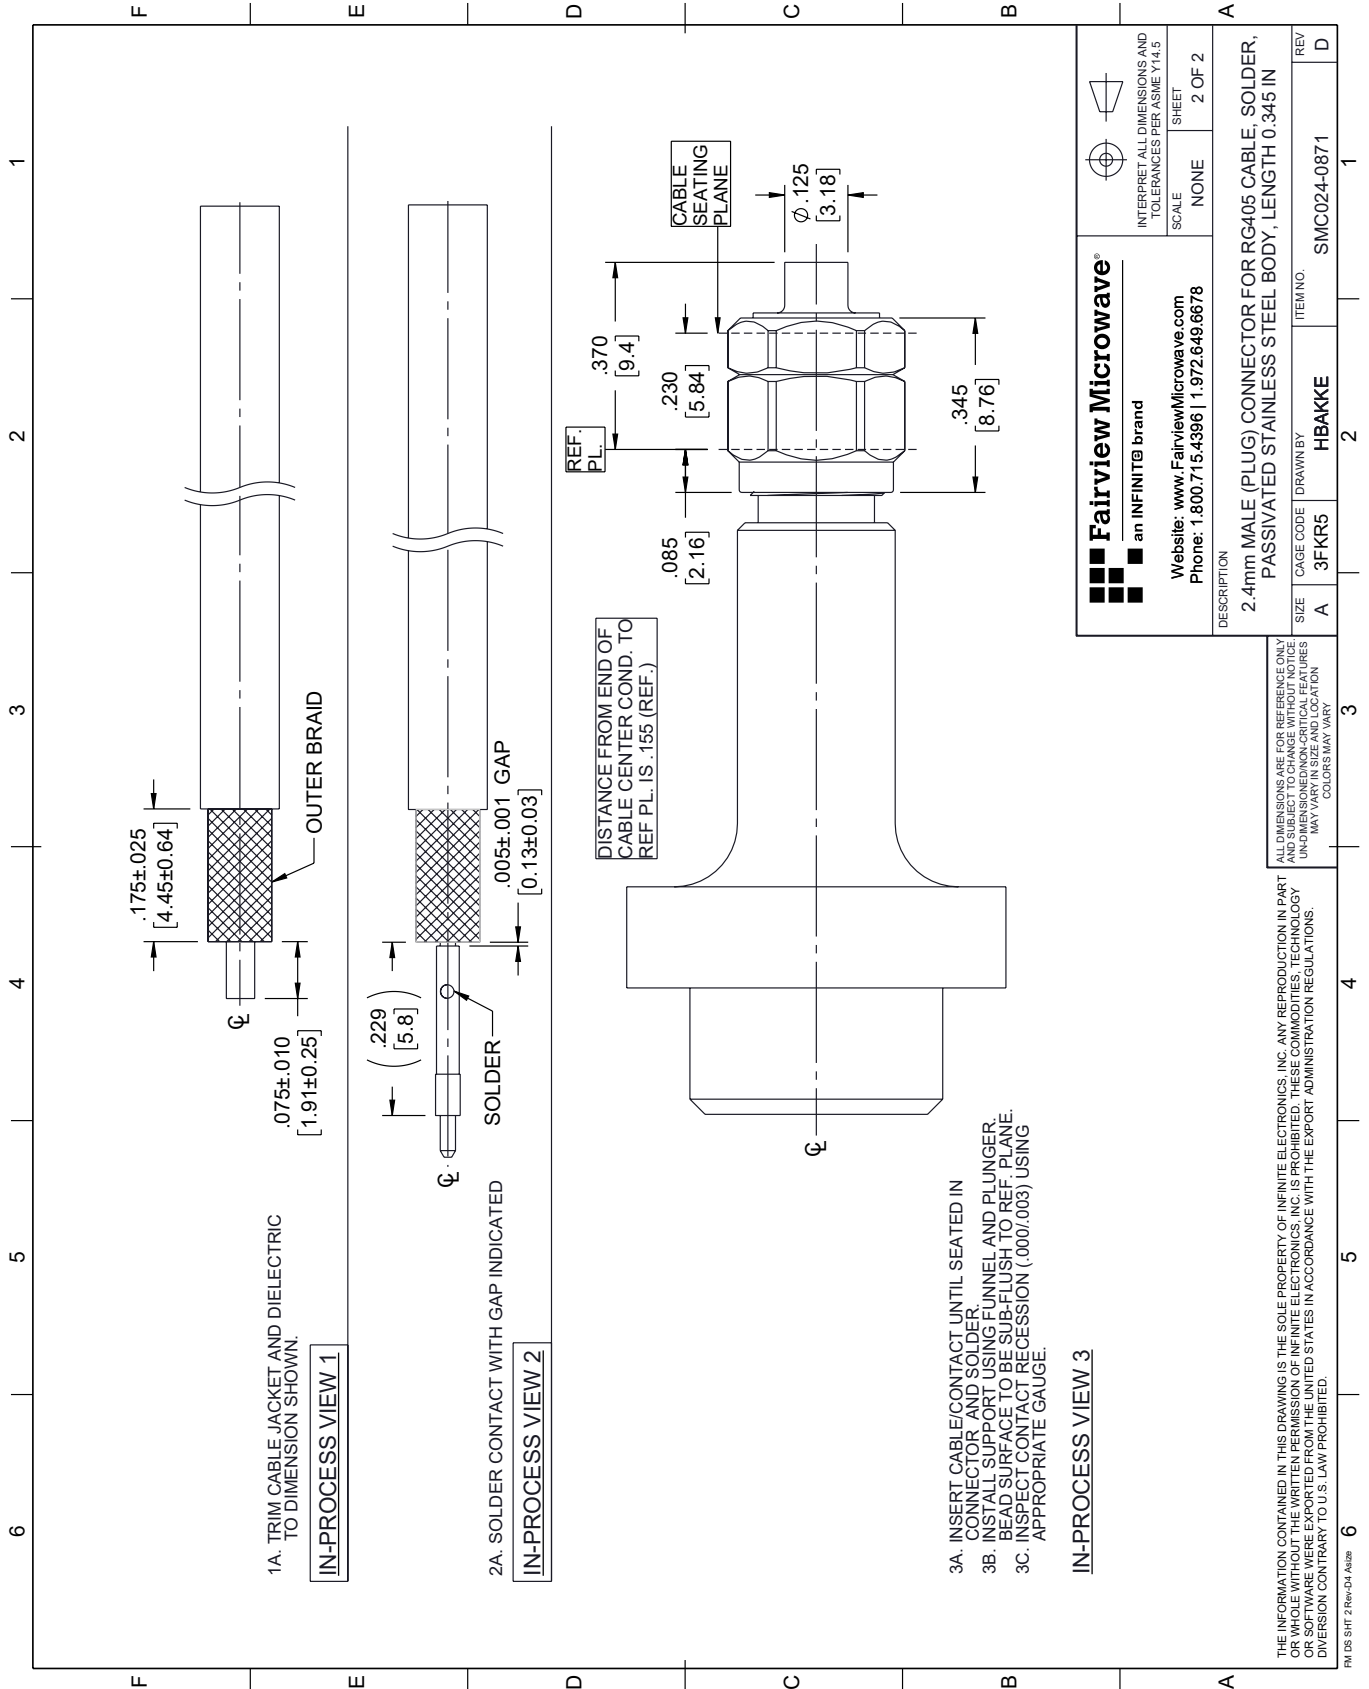 6
5
4
3
2
1
F
E
D
C
B
A
1A. TRIM CABLE JACKET AND DIELECTRIC
TO DIMENSION SHOWN.
IN-PROCESS VIEW 1
℄
.175±.025
[4.45±0.64]
.075±.010
[1.91±0.25]
OUTER BRAID
2A. SOLDER CONTACT WITH GAP INDICATED
IN-PROCESS VIEW 2
℄
(.229)
[5.8]
SOLDER
.005±.001 GAP
[0.13±0.03]
DISTANCE FROM END OF
CABLE CENTER COND. TO
REF PL. IS .155 (REF.)
REF.
PL.
.370
[9.4]
.230
[5.84]
.085
[2.16]
CABLE
SEATING
PLANE
Ø.125
[3.18]
.345
[8.76]
℄
3A. INSERT CABLE/CONTACT UNTIL SEATED IN
CONNECTOR AND SOLDER.
3B. INSTALL SUPPORT USING FUNNEL AND PLUNGER.
BEAD SURFACE TO BE SUB-FLUSH TO REF. PLANE.
3C. INSPECT CONTACT RECESSION (.000/.003) USING
APPROPRIATE GAUGE.
IN-PROCESS VIEW 3
Fairview Microwave®
an INFINIT® brand
Website: www.FairviewMicrowave.com
Phone: 1.800.715.4396 | 1.972.649.6678
INTERPRET ALL DIMENSIONS AND
TOLERANCES PER ASME Y14.5
SCALE
NONE
SHEET
2 OF 2
DESCRIPTION
2.4mm MALE (PLUG) CONNECTOR FOR RG405 CABLE, SOLDER,
PASSIVATED STAINLESS STEEL BODY, LENGTH 0.345 IN
SIZE
A
CAGE CODE
3FKR5
DRAWN BY
HBAKKE
ITEM NO.
SMC024-0871
REV
D
ALL DIMENSIONS ARE FOR REFERENCE ONLY
AND SUBJECT TO CHANGE WITHOUT NOTICE.
UN-DIMENSIONED/NON-CRITICAL FEATURES
MAY VARY IN SIZE AND LOCATION
COLORS MAY VARY
THE INFORMATION CONTAINED IN THIS DRAWING IS THE SOLE PROPERTY OF INFINITE ELECTRONICS, INC. ANY REPRODUCTION IN PART
OR WHOLE WITHOUT THE WRITTEN PERMISSION OF INFINITE ELECTRONICS, INC. IS PROHIBITED. THESE COMMODITIES, TECHNOLOGY
OR SOFTWARE WERE EXPORTED FROM THE UNITED STATES IN ACCORDANCE WITH THE EXPORT ADMINISTRATION REGULATIONS.
DIVERSION CONTRARY TO U.S. LAW PROHIBITED.
F
E
D
C
B
A
FM DS SHT 2 Rev-D4 Asize
6
5
4
3
2
1